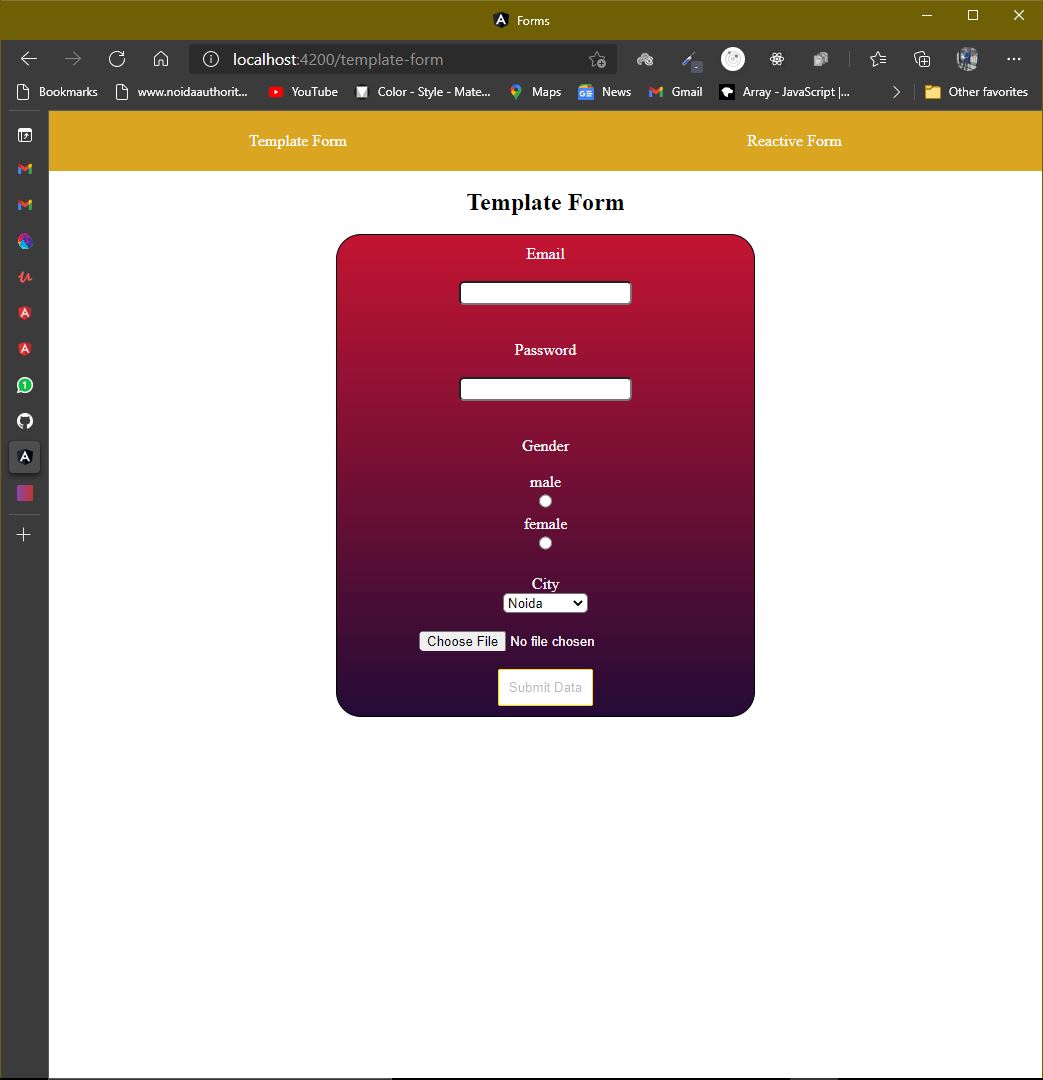 Forms
localhost:4200/template-form
Bookmarks www.noidaauthorit... YouTube Color - Style - Mate... Maps News Gmail Array - JavaScript |... Other favorites
Template Form Reactive Form
Template Form
Email
Password
Gender
male
female
City
Noida
Choose File No file chosen
Submit Data